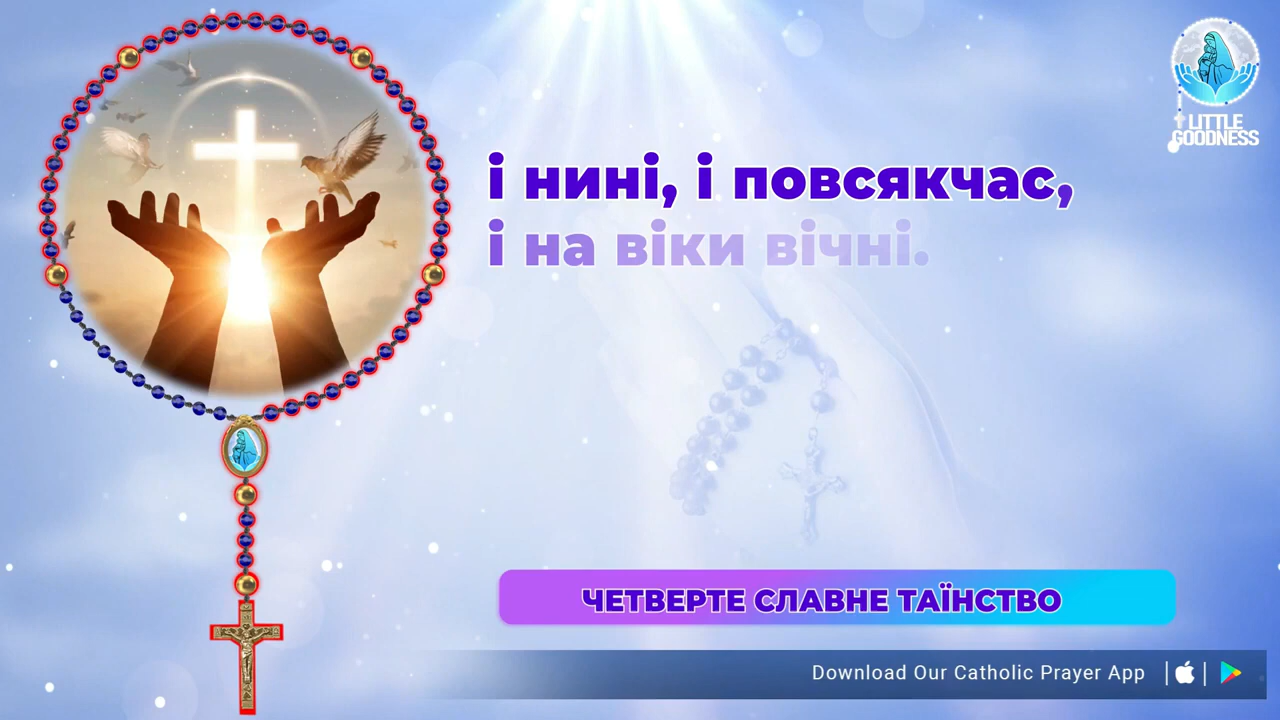 LITTLE
GOODNESS
і нині, і повсякчас,
і на віки вічні.
ЧЕТВЕРТЕ СЛАВНЕ ТАЇНСТВО
Download Our Catholic Prayer App